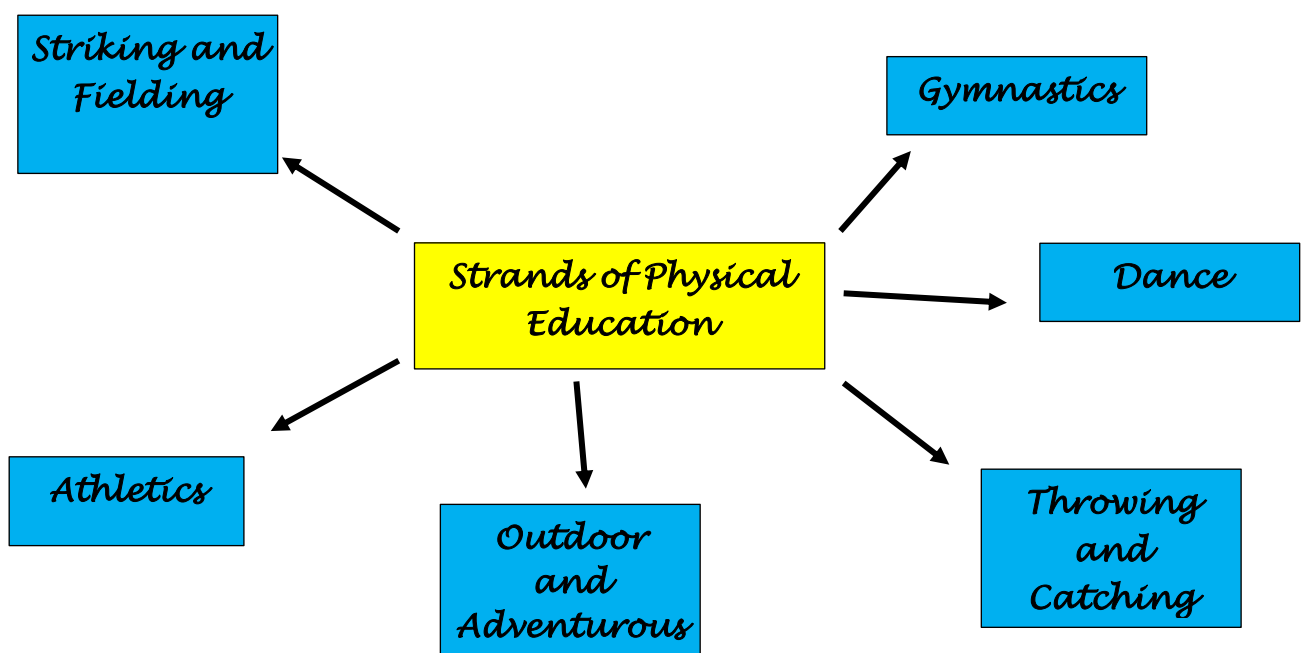 Striking and
Fielding
Gymnastics
Strands of Physical
Education
Dance
Athletics
Outdoor
and
Adventurous
Throwing
and
Catching